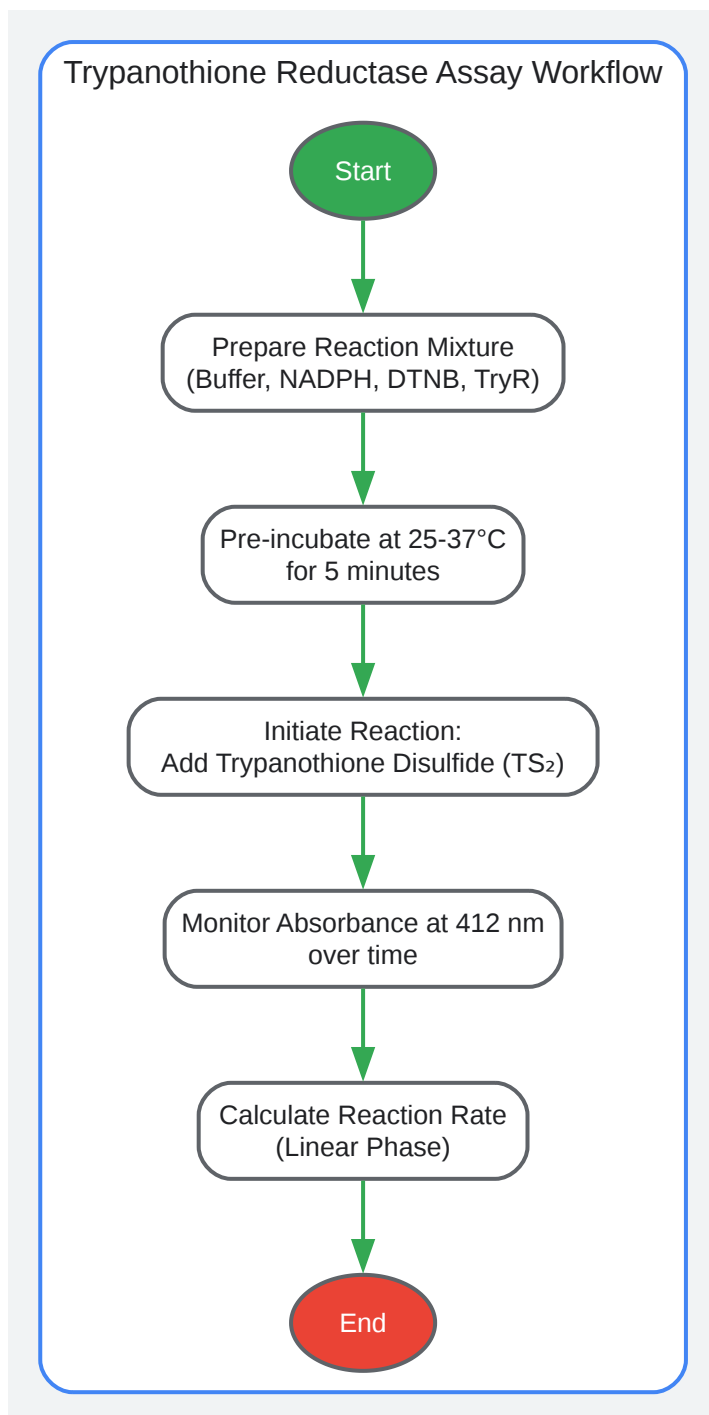 Trypanothione Reductase Assay Workflow
Start
Prepare Reaction Mixture
(Buffer, NADPH, DTNB, TryR)
Pre-incubate at 25-37°C
for 5 minutes
Initiate Reaction:
Add Trypanothione Disulfide (TS₂)
Monitor Absorbance at 412 nm
over time
Calculate Reaction Rate
(Linear Phase)
End